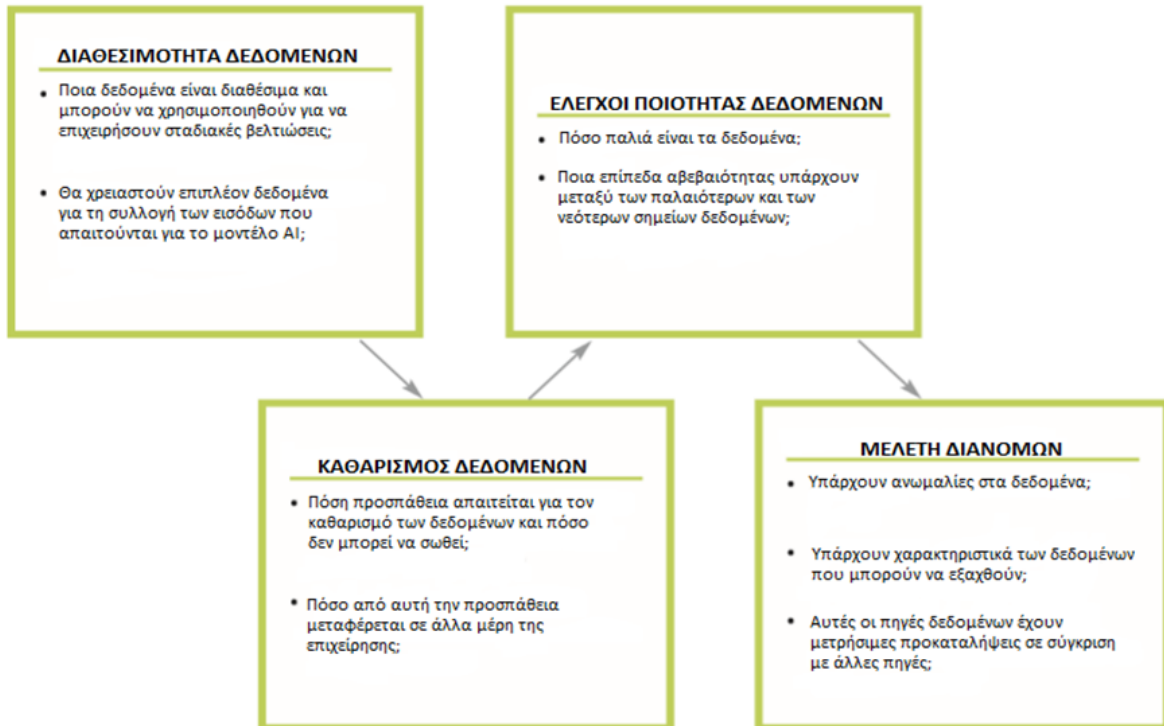 ΔΙΑΘΕΣΙΜΟΤΗΤΑ ΔΕΔΟΜΕΝΩΝ
• Ποια δεδομένα είναι διαθέσιμα και
μπορούν να χρησιμοποιηθούν για να
επιχειρήσουν σταδιακές βελτιώσεις;
• Θα χρειαστούν επιπλέον δεδομένα
για τη συλλογή των εισόδων που
απαιτούνται για το μοντέλο AI;
ΚΑΘΑΡΙΣΜΟΣ ΔΕΔΟΜΕΝΩΝ
• Πόση προσπάθεια απαιτείται για τον
καθαρισμό των δεδομένων και πόσο
δεν μπορεί να σωθεί;
• Πόσο από αυτή την προσπάθεια
μεταφέρεται σε άλλα μέρη της
επιχείρησης;
ΕΛΕΓΧΟΙ ΠΟΙΟΤΗΤΑΣ ΔΕΔΟΜΕΝΩΝ
• Πόσο παλιά είναι τα δεδομένα;
• Ποια επίπεδα αβεβαιότητας υπάρχουν
μεταξύ των παλαιότερων και των
νεότερων σημείων δεδομένων;
ΜΕΛΕΤΗ ΔΙΑΝΟΜΩΝ
• Υπάρχουν ανωμαλίες στα δεδομένα;
• Υπάρχουν χαρακτηριστικά των δεδομένων
που μπορούν να εξαχθούν;
• Αυτές οι πηγές δεδομένων έχουν
μετρήσιμες προκαταλήψεις σε σύγκριση
με άλλες πηγές;